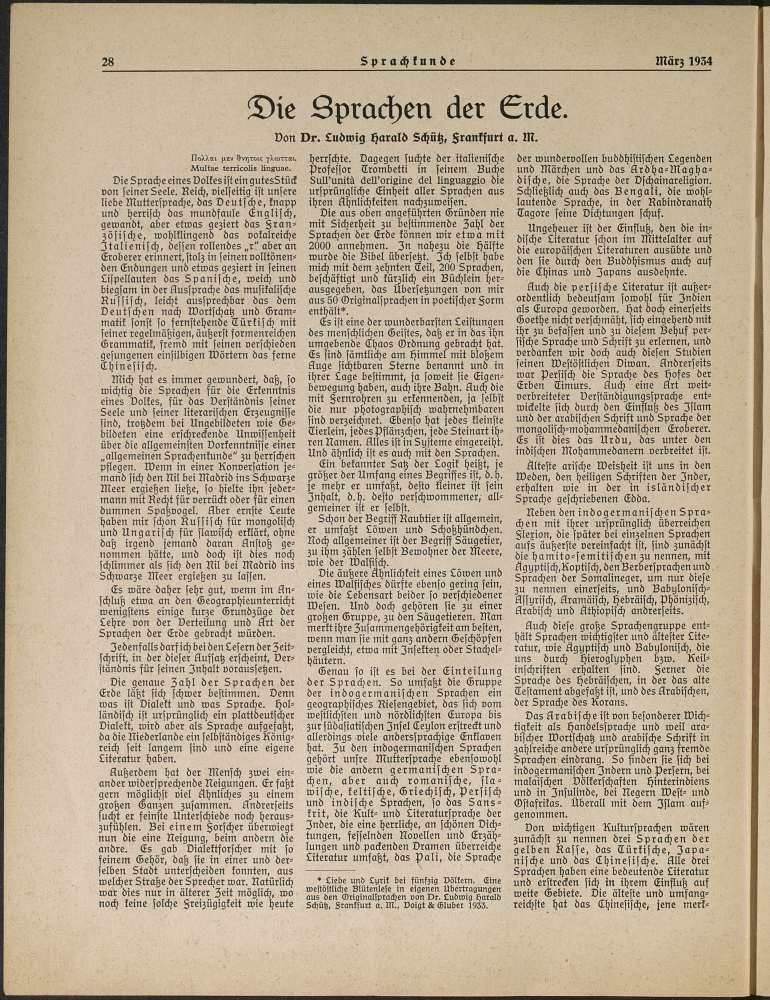 28
Sprachkunde
März 1934
Die Sprachen der Erde.
Von Dr. Ludwig Harald Schütz, Frankfurt a. M.
Πολλαι μεν θνητοις γλωτται.
Multae terricolis linguae.
Die Sprache eines Volkes ist ein gutes Stück
von seiner Seele. Reich, vielseitig ist unsere
liebe Muttersprache, das Deutsche, knapp
und herrisch das mundfaule Englisch,
gewandt, aber etwas geziert das Fran-
zösische, wohlklingend das vokalreiche
Italienisch, dessen rollendes „r“ aber an
Eroberer erinnert, stolz in seinen volltönen-
den Endungen und etwas geziert in seinen
Lispellauten das Spanische, weich und
biegsam in der Aussprache das musikalische
Russisch, leicht aussprechbar das dem
Deutschen nach Wortschatz und Gram-
matik sonst so fernstehende Türkisch mit
seiner regelmäßigen, äußerst formenreichen
Grammatik, fremd mit seinen verschieden
gesungenen einsilbigen Wörtern das ferne
Chinesisch.
Mich hat es immer gewundert, daß, so
wichtig die Sprachen für die Erkenntnis
eines Volkes, für das Verständnis seiner
Seele und seiner literarischen Erzeugnisse
sind, trotzdem bei Ungebildeten wie Ge-
bildeten eine erschreckende Unwissenheit
über die allgemeinsten Vorkenntnisse einer
„allgemeinen Sprachenkunde“ zu herrschen
pflegen. Wenn in einer Konversation je-
mand sich den Nil bei Madrid ins Schwarze
Meer ergießen ließe, so hielte ihn jeder-
mann mit Recht für verrückt oder für einen
dummen Spaßvogel. Aber ernste Leute
haben mir schon Russisch für mongolisch
und Ungarisch für slawisch erklärt, ohne
daß irgend jemand daran Anstoß ge-
nommen hätte, und doch ist dies noch
schlimmer als sich den Nil bei Madrid ins
Schwarze Meer ergießen zu lassen.
Es wäre daher sehr gut, wenn im An-
schluß etwa an den Geographieunterricht
wenigstens einige kurze Grundzüge der
Lehre von der Verteilung und Art der
Sprachen der Erde gebracht würden.
Jedenfalls darf ich bei den Lesern der Zeit-
schrift, in der dieser Aufsatz erscheint, Ver-
ständnis für seinen Inhalt voraussetzen.
Die genaue Zahl der Sprachen der
Erde läßt sich schwer bestimmen. Denn
was ist Dialekt und was Sprache. Hol-
ländisch ist ursprünglich ein plattdeutscher
Dialekt, wird aber als Sprache aufgefaßt,
da die Niederlande ein selbständiges König-
reich seit langem sind und eine eigene
Literatur haben.
Außerdem hat der Mensch zwei ein-
ander widersprechende Neigungen. Er faßt
gern möglichst viel Ähnliches zu einem
großen Ganzen zusammen. Andrerseits
sucht er feinste Unterschiede noch heraus-
zufühlen. Bei einem Forscher überwiegt
nun die eine Neigung, beim andern die
andre. Es gab Dialektforscher mit so
feinem Gehör, daß sie in einer und der-
selben Stadt unterscheiden konnten, aus
welcher Straße der Sprecher war. Natürlich
war dies nur in älterer Zeit möglich, wo
noch keine solche Freizügigkeit wie heute
herrschte. Dagegen suchte der italienische
Professor Trombetti in seinem Buche
Sull'unità dell'origine del linguaggio die
ursprüngliche Einheit aller Sprachen aus
ihren Ähnlichkeiten nachzuweisen.
Die aus oben angeführten Gründen nie
mit Sicherheit zu bestimmende Zahl der
Sprachen der Erde können wir etwa mit
2000 annehmen. In nahezu die Hälfte
wurde die Bibel übersetzt. Ich selbst habe
mich mit dem zehnten Teil, 200 Sprachen,
beschäftigt und kürzlich ein Büchlein her-
ausgegeben, das Übersetzungen von mir
aus 50 Originalsprachen in poetischer Form
enthält*.
Es ist eine der wunderbarsten Leistungen
des menschlichen Geistes, daß er in das ihn
umgebende Chaos Ordnung gebracht hat.
Es sind sämtliche am Himmel mit bloßem
Auge sichtbaren Sterne benannt und in
ihrer Lage bestimmt, ja soweit sie Eigen-
bewegung haben, auch ihre Bahn. Auch die
mit Fernrohren zu erkennenden, ja selbst
die nur photographisch wahrnehmbaren
sind verzeichnet. Ebenso hat jedes kleinste
Tierlein, jedes Pflänzchen, jede Steinart ih-
ren Namen. Alles ist in Systeme eingereiht.
Und ähnlich ist es auch mit den Sprachen.
Ein bekannter Satz der Logik heißt, je
größer der Umfang eines Begriffes ist, d. h.
je mehr er umfaßt, desto kleiner ist sein
Inhalt, d. h. desto verschwommener, all-
gemeiner ist er selbst.
Schon der Begriff Raubtier ist allgemein,
er umfaßt Löwen und Schoßhündchen.
Noch allgemeiner ist der Begriff Säugetier,
zu ihm zählen selbst Bewohner der Meere,
wie der Walfisch.
Die äußere Ähnlichkeit eines Löwen und
eines Walfisches dürfte ebenso gering sein,
wie die Lebensart beider so verschiedener
Wesen. Und doch gehören sie zu einer
großen Gruppe, zu den Säugetieren. Man
merkt ihre Zusammengehörigkeit am besten,
wenn man sie mit ganz andern Geschöpfen
vergleicht, etwa mit Insekten oder Stachel-
häutern.
Genau so ist es bei der Einteilung
der Sprachen. So umfaßt die Gruppe
der indogermanischen Sprachen ein
geographisches Riesengebiet, das sich vom
westlichsten und nördlichsten Europa bis
zur südasiatischen Insel Ceylon erstreckt und
allerdings viele anderssprachige Enklaven
hat. Zu den indogermanischen Sprachen
gehört unsre Muttersprache ebensowohl
wie die andern germanischen Spra-
chen, aber auch romanische, sla-
wische, keltische, Griechisch, Persisch
und indische Sprachen, so das Sans-
krit, die Kult- und Literatursprache der
Inder, die eine herrliche, an schönen Dich-
tungen, fesselnden Novellen und Erzäh-
lungen und packenden Dramen überreiche
Literatur umfaßt, das Pali, die Sprache
* Liebe und Lyrik bei fünfzig Völkern. Eine
westöstliche Blütenlese in eigenen Übertragungen
aus den Originalsprachen von Dr. Ludwig Harald
Schütz, Frankfurt a. M., Voigt & Gluber 1933.
der wundervollen buddhistischen Legenden
und Märchen und das Ardha-Magha-
dische, die Sprache der Dschainareligion.
Schließlich auch das Bengali, die wohl-
lautende Sprache, in der Rabindranath
Tagore seine Dichtungen schuf.
Ungeheuer ist der Einfluß, den die in-
dische Literatur schon im Mittelalter auf
die europäischen Literaturen ausübte und
den sie durch den Buddhismus auch auf
die Chinas und Japans ausdehnte.
Auch die persische Literatur ist außer-
ordentlich bedeutsam sowohl für Indien
als Europa geworden. Hat doch einerseits
Goethe nicht verschmäht, sich eingehend mit
ihr zu befassen und zu diesem Behuf per-
sische Sprache und Schrift zu erlernen, und
verdanken wir doch auch diesen Studien
seinen Westöstlichen Diwan. Andrerseits
war Persisch die Sprache des Hofes der
Erben Timurs. Auch eine Art weit-
verbreiteter Verständigungssprache ent-
wickelte sich durch den Einfluß des Islam
und der arabischen Schrift und Sprache der
mongolisch-mohammedanischen Eroberer.
Es ist dies das Urdu, das unter den
indischen Mohammedanern verbreitet ist.
Älteste arische Weisheit ist uns in den
Weden, den heiligen Schriften der Inder,
erhalten wie in der in isländischer
Sprache geschriebenen Edda.
Neben den indogermanischen Spra-
chen mit ihrer ursprünglich überreichen
Flexion, die später bei einzelnen Sprachen
aufs äußerste vereinfacht ist, sind zunächst
die hamito-semitischen zu nennen, mit
Ägyptisch, Koptisch, den Berbersprachen und
Sprachen der Somalineger, um nur diese
zu nennen einerseits, und Babylonisch-
Assyrisch, Aramäisch, Hebräisch, Phönizisch,
Arabisch und Äthiopisch andrerseits.
Auch diese große Sprachengruppe ent-
hält Sprachen wichtigster und ältester Lite-
ratur, wie Ägyptisch und Babylonisch, die
uns durch Hieroglyphen bzw. Keil-
inschriften erhalten sind. Ferner die
Sprache des Hebräischen, in der das alte
Testament abgefaßt ist, und des Arabischen,
der Sprache des Korans.
Das Arabische ist von besonderer Wich-
tigkeit als Handelssprache und weil ara-
bischer Wortschatz und arabische Schrift in
zahlreiche andere ursprünglich ganz fremde
Sprachen eindrang. So finden sie sich bei
indogermanischen Indern und Persern, bei
malaischen Völkerschaften Hinterindiens
und in Insulinde, bei Negern West- und
Ostafrikas. Überall mit dem Islam auf-
genommen.
Von wichtigen Kultursprachen wären
zunächst zu nennen drei Sprachen der
gelben Rasse, das Türkische, Japa-
nische und das Chinesische. Alle drei
Sprachen haben eine bedeutende Literatur
und erstrecken sich in ihrem Einfluß auf
weite Gebiete. Die älteste und umfang-
reichste hat das Chinesische, jene merk-